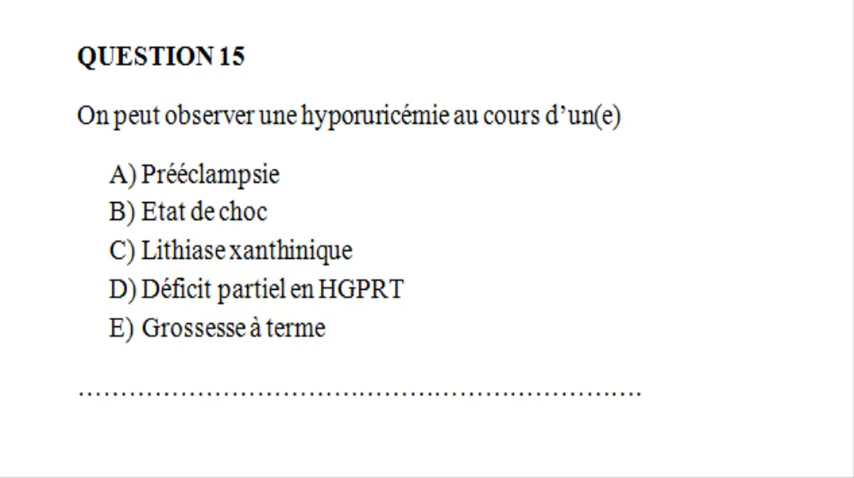 QUESTION 15
On peut observer une hyporuricémie au cours d’un(e)
A) Prééclampsie
B) Etat de choc
C) Lithiase xanthinique
D) Déficit partiel en HGPRT
E) Grossesse à terme
……………………………………………………….